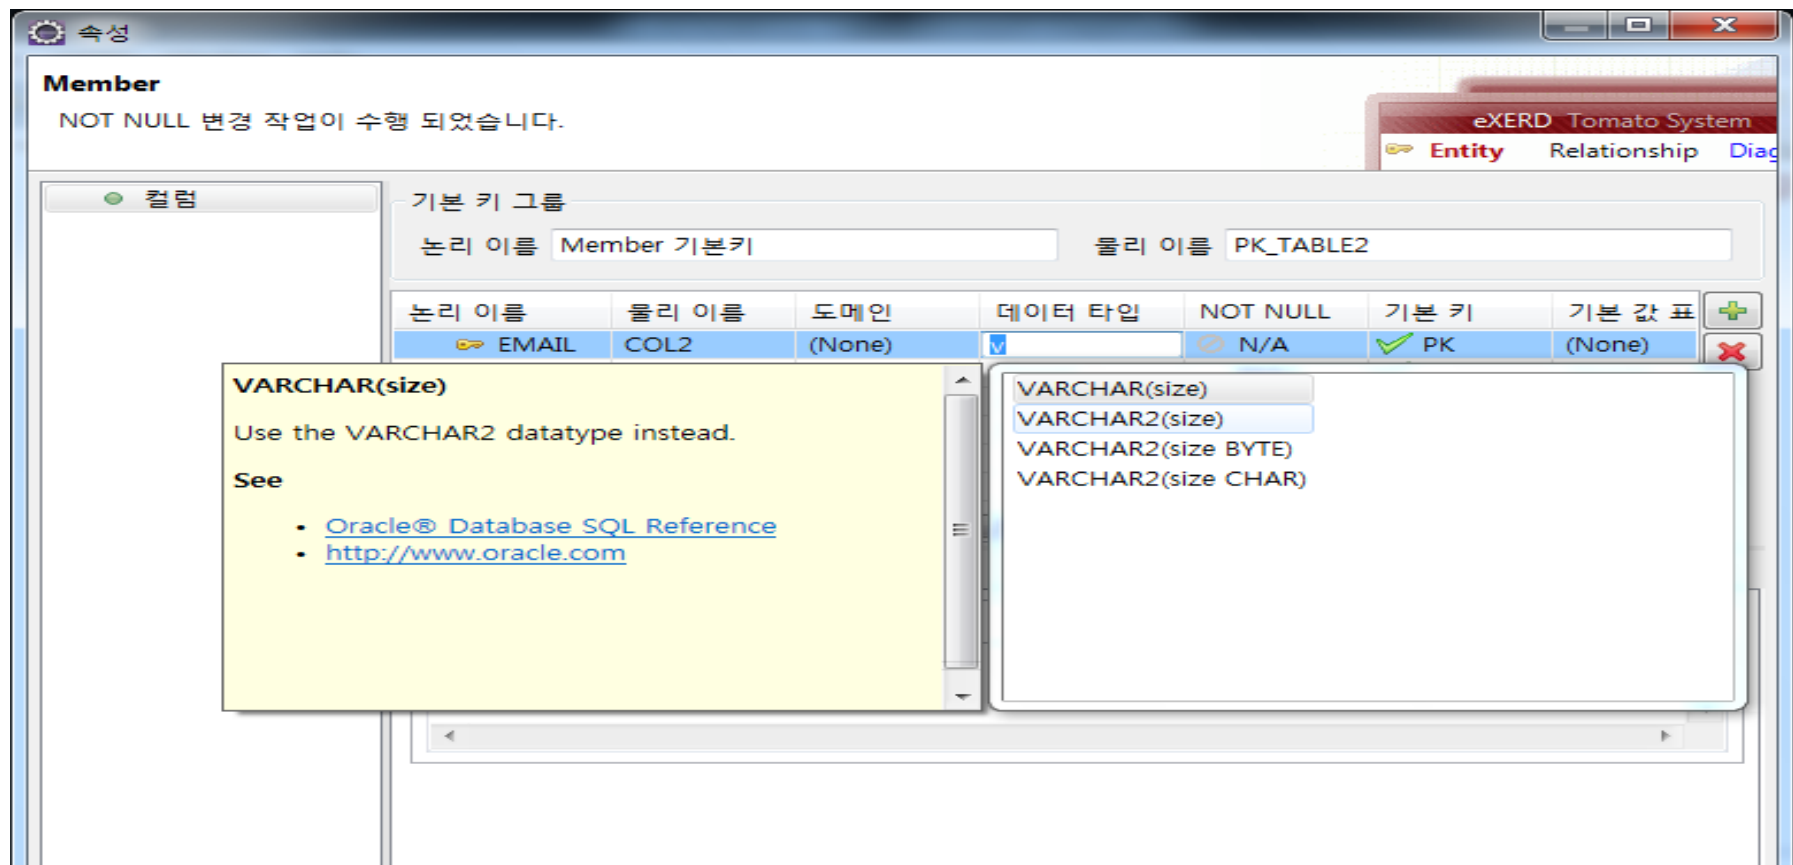 속성
Member
NOT NULL 변경 작업이 수행 되었습니다.
eXERD Tomato System
Entity Relationship Diag
컬럼
기본 키 그룹
논리 이름 Member 기본키 물리 이름 PK_TABLE2
논리 이름 물리 이름 도메인 데이터 타입 NOT NULL 기본 키 기본 값 표
EMAIL COL2 (None) v N/A PK (None)
VARCHAR(size)
Use the VARCHAR2 datatype instead.
See
• Oracle® Database SQL Reference
• http://www.oracle.com
VARCHAR(size)
VARCHAR2(size)
VARCHAR2(size BYTE)
VARCHAR2(size CHAR)